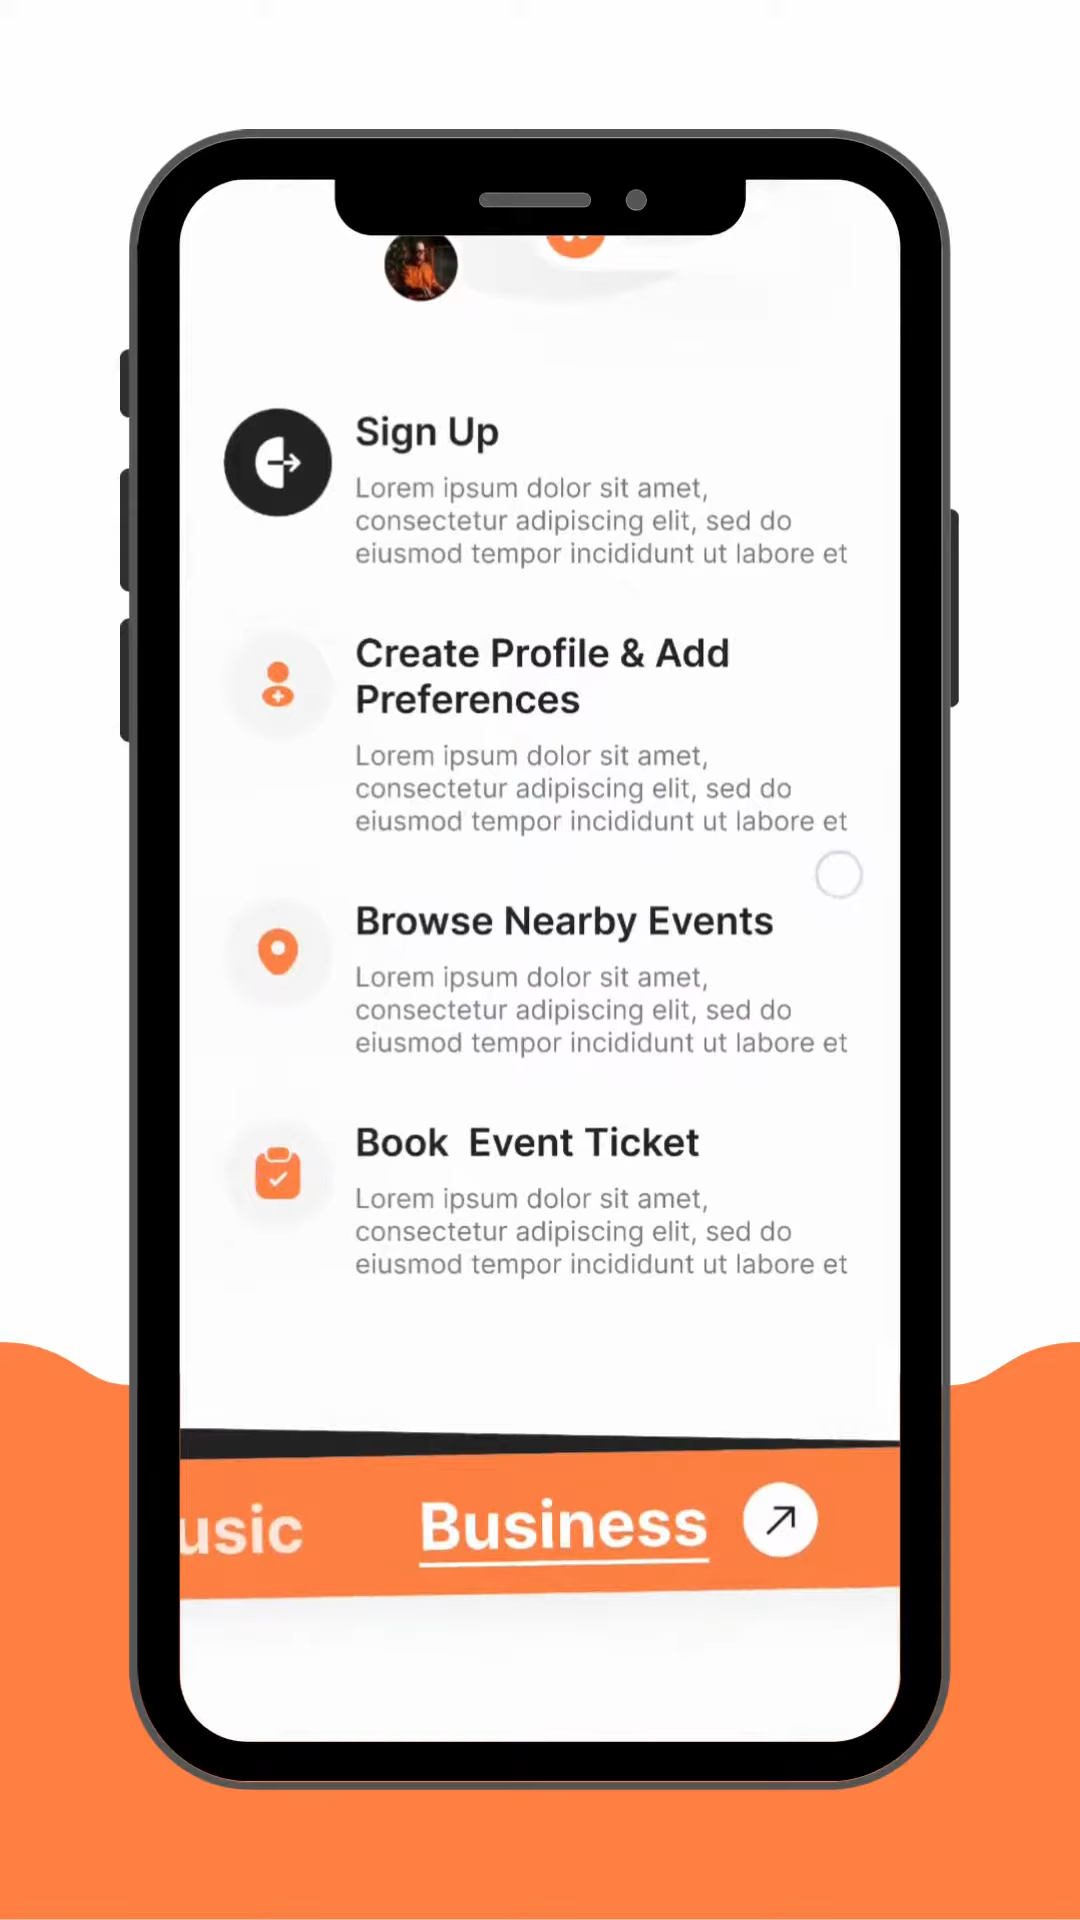 Sign Up
Lorem ipsum dolor sit amet,
consectetur adipiscing elit, sed do
eiusmod tempor incididunt ut labore et
Create Profile & Add
Preferences
Lorem ipsum dolor sit amet,
consectetur adipiscing elit, sed do
eiusmod tempor incididunt ut labore et
Browse Nearby Events
Lorem ipsum dolor sit amet,
consectetur adipiscing elit, sed do
eiusmod tempor incididunt ut labore et
Book  Event Ticket
Lorem ipsum dolor sit amet,
consectetur adipiscing elit, sed do
eiusmod tempor incididunt ut labore et
usic Business